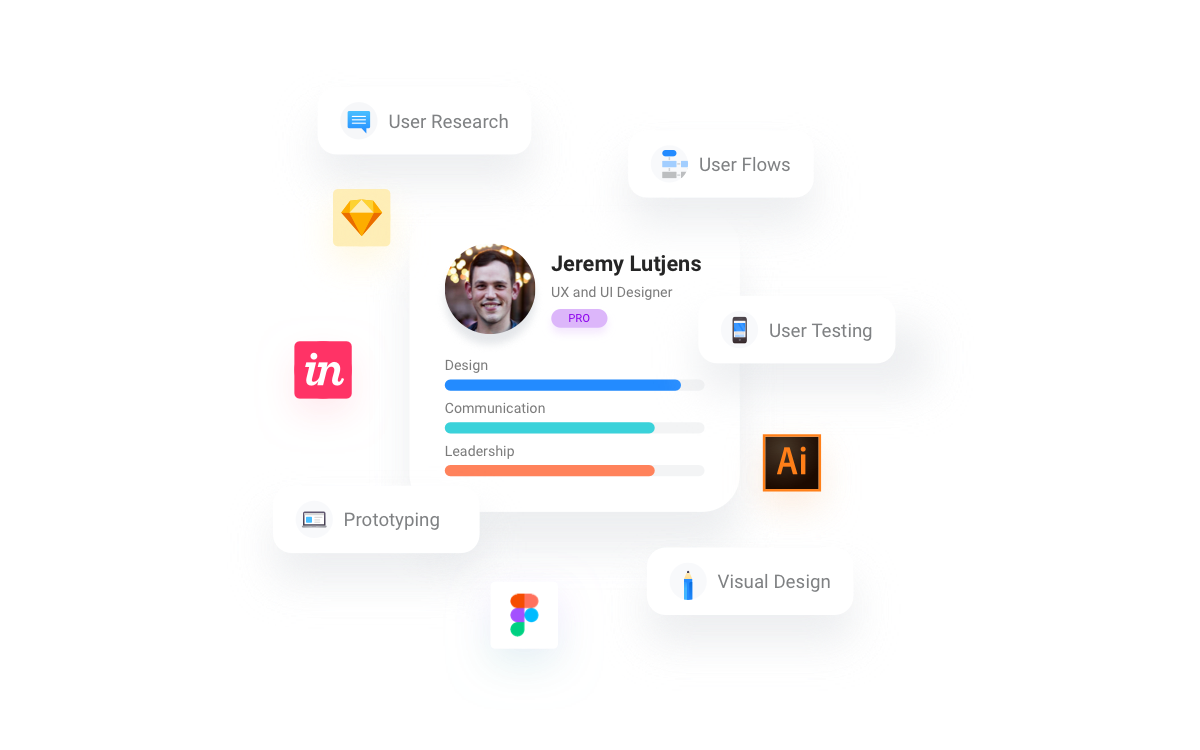 User Research
User Flows
Jeremy Lutjens
UX and UI Designer
PRO
User Testing
in
Design
Communication
Leadership
Ai
Prototyping
Visual Design